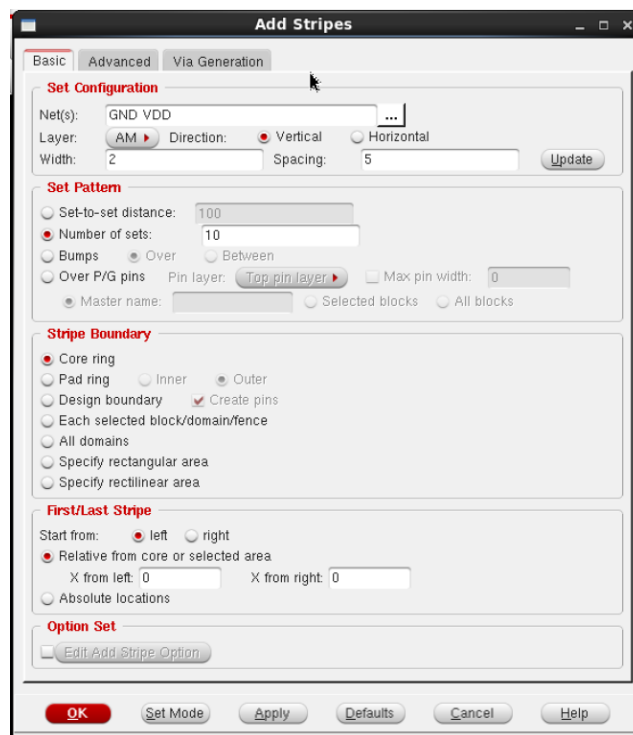 Add Stripes
Basic Advanced Via Generation
Set Configuration
Net(s): GND VDD ...
Layer: AM Direction: Vertical Horizontal
Width: 2 Spacing: 5 Update
Set Pattern
Set-to-set distance: 100
Number of sets: 10
Bumps Over Between
Over P/G pins Pin layer: Top pin layer Max pin width: 0
Master name: Selected blocks All blocks
Stripe Boundary
Core ring
Pad ring Inner Outer
Design boundary Create pins
Each selected block/domain/fence
All domains
Specify rectangular area
Specify rectilinear area
First/Last Stripe
Start from: left right
Relative from core or selected area
X from left: 0 X from right: 0
Absolute locations
Option Set
Edit Add Stripe Option
OK Set Mode Apply Defaults Cancel Help